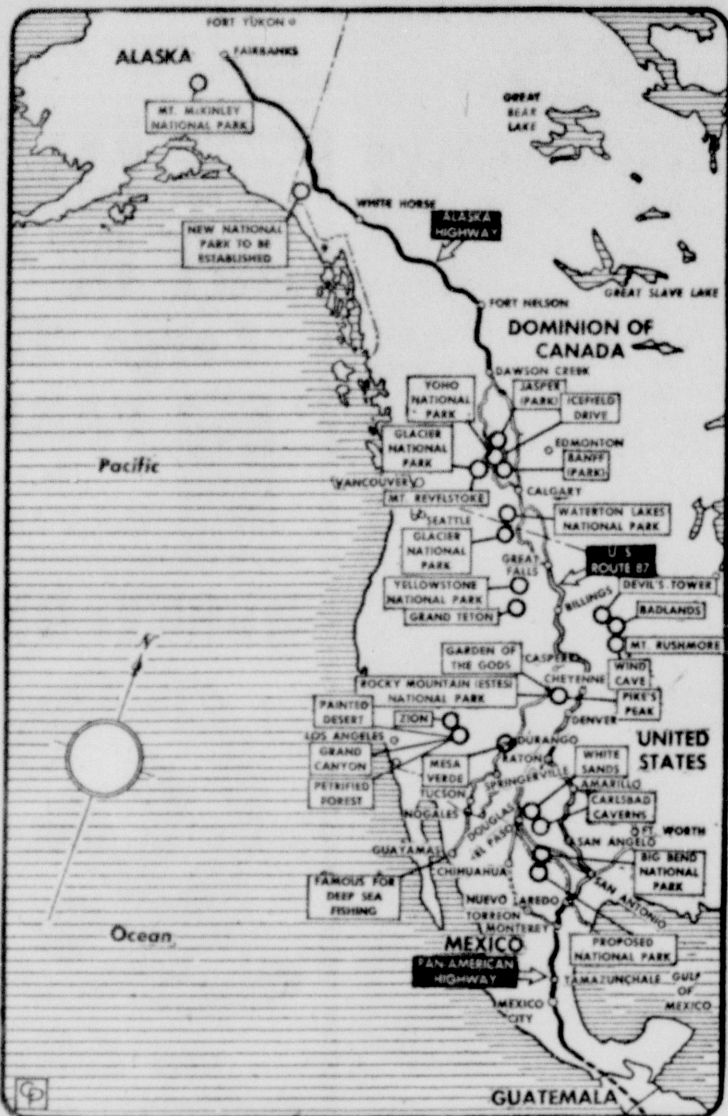 FORT YUKON
FAIRBANKS
ALASKA
MT. McKINLEY
NATIONAL PARK
WHITE HORSE
ALASKA
HIGHWAY
NEW NATIONAL
PARK TO BE
ESTABLISHED
GREAT
BEAR
LAKE
GREAT SLAVE LAKE
FORT NELSON
DOMINION OF
CANADA
DAWSON CREEK
YOHO
NATIONAL
PARK
JASPER
(PARK)
ICEFIELD
DRIVE
GLACIER
NATIONAL
PARK
EDMONTON
BANFF
(PARK)
Pacific
VANCOUVER
MT. REVELSTOKE
CALGARY
SEATTLE
WATERTON LAKES
NATIONAL PARK
GLACIER
NATIONAL
PARK
GREAT
FALLS
U S
ROUTE 87
YELLOWSTONE
NATIONAL PARK
DEVIL'S TOWER
GRAND TETON
BILLINGS
BADLANDS
MT. RUSHMORE
GARDEN OF
THE GODS
CASPER
WIND
CAVE
ROCKY MOUNTAIN (ESTES)
NATIONAL PARK
CHEYENNE
PIKE'S
PEAK
PAINTED
DESERT
ZION
DENVER
LOS ANGELES
GRAND
CANYON
DURANGO
UNITED
STATES
MESA
VERDE
RATON
WHITE
SANDS
PETRIFIED
FOREST
SPRINGERVILLE
AMARILLO
TUCSON
CARLSBAD
CAVERNS
NOGALES
DOUGLAS
EL PASO
FT. WORTH
SAN ANGELO
GUAYAMAS
CHIHUAHUA
BIG BEND
NATIONAL
PARK
FAMOUS FOR
DEEP SEA
FISHING
SAN ANTONIO
NUEVO LAREDO
TORREON
MONTEREY
PROPOSED
NATIONAL PARK
Ocean
MEXICO
PAN-AMERICAN
HIGHWAY
TAMAZUNCHALE
GULF
OF
MEXICO
MEXICO
CITY
GUATEMALA
N
CP